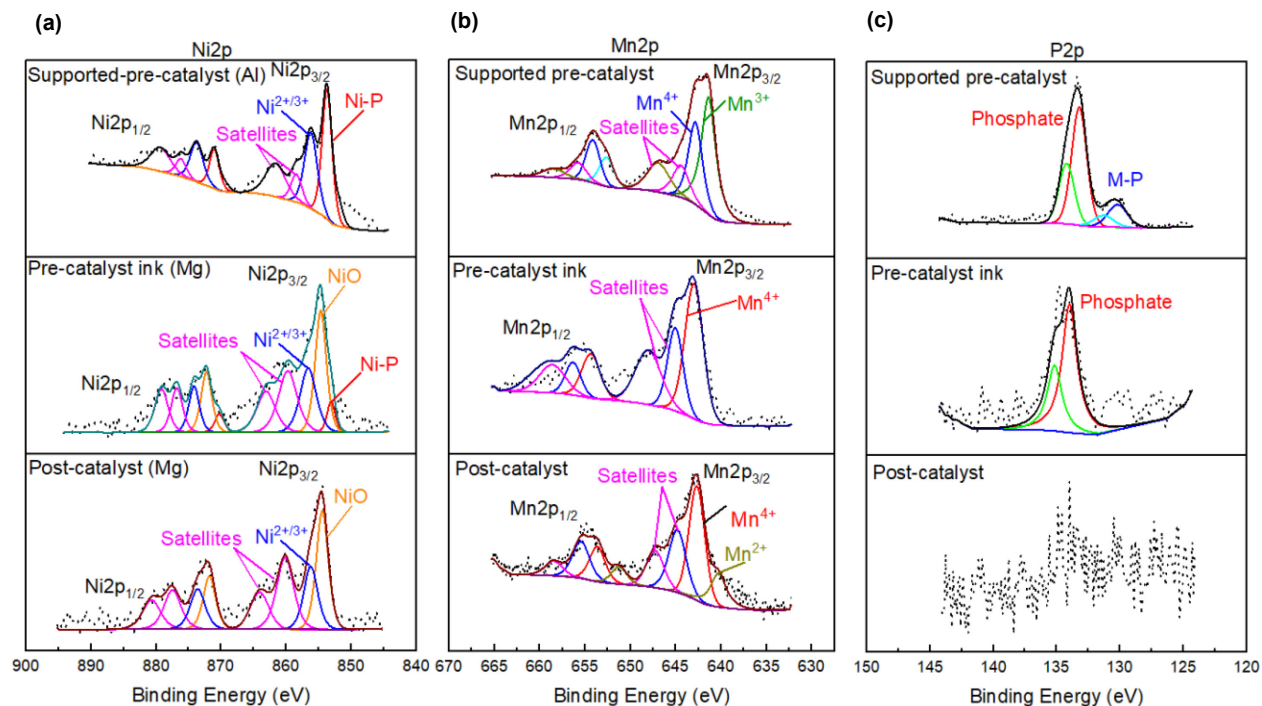 (a)
Ni2p
Supported-pre-catalyst (Al)
Ni2p3/2
Ni2+/3+
Ni-P
Ni2p1/2
Satellites
Pre-catalyst ink (Mg)
Ni2p3/2
NiO
Satellites
Ni2+/3+
Ni-P
Ni2p1/2
Post-catalyst (Mg)
Ni2p3/2
NiO
Satellites
Ni2+/3+
Ni2p1/2
900 890 880 870 860 850 840
Binding Energy (eV)
(b)
Mn2p
Supported pre-catalyst
Mn2p3/2
Mn4+
Mn3+
Mn2p1/2
Satellites
Pre-catalyst ink
Mn2p3/2
Satellites
Mn4+
Mn2p1/2
Post-catalyst
Satellites
Mn2p3/2
Mn2p1/2
Mn4+
Mn2+
670 665 660 655 650 645 640 635 630
Binding Energy (eV)
(c)
P2p
Supported pre-catalyst
Phosphate
M-P
Pre-catalyst ink
Phosphate
Post-catalyst
150 145 140 135 130 125 120
Binding Energy (eV)